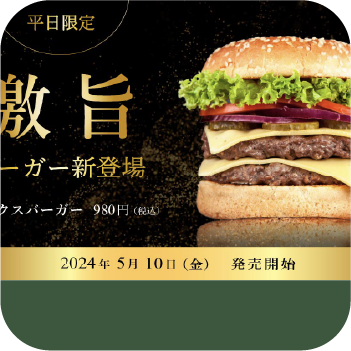 平日限定
激旨
ーガー新登場
クスバーガー 980円（税込）
2024年 5月 10日（金） 発売開始